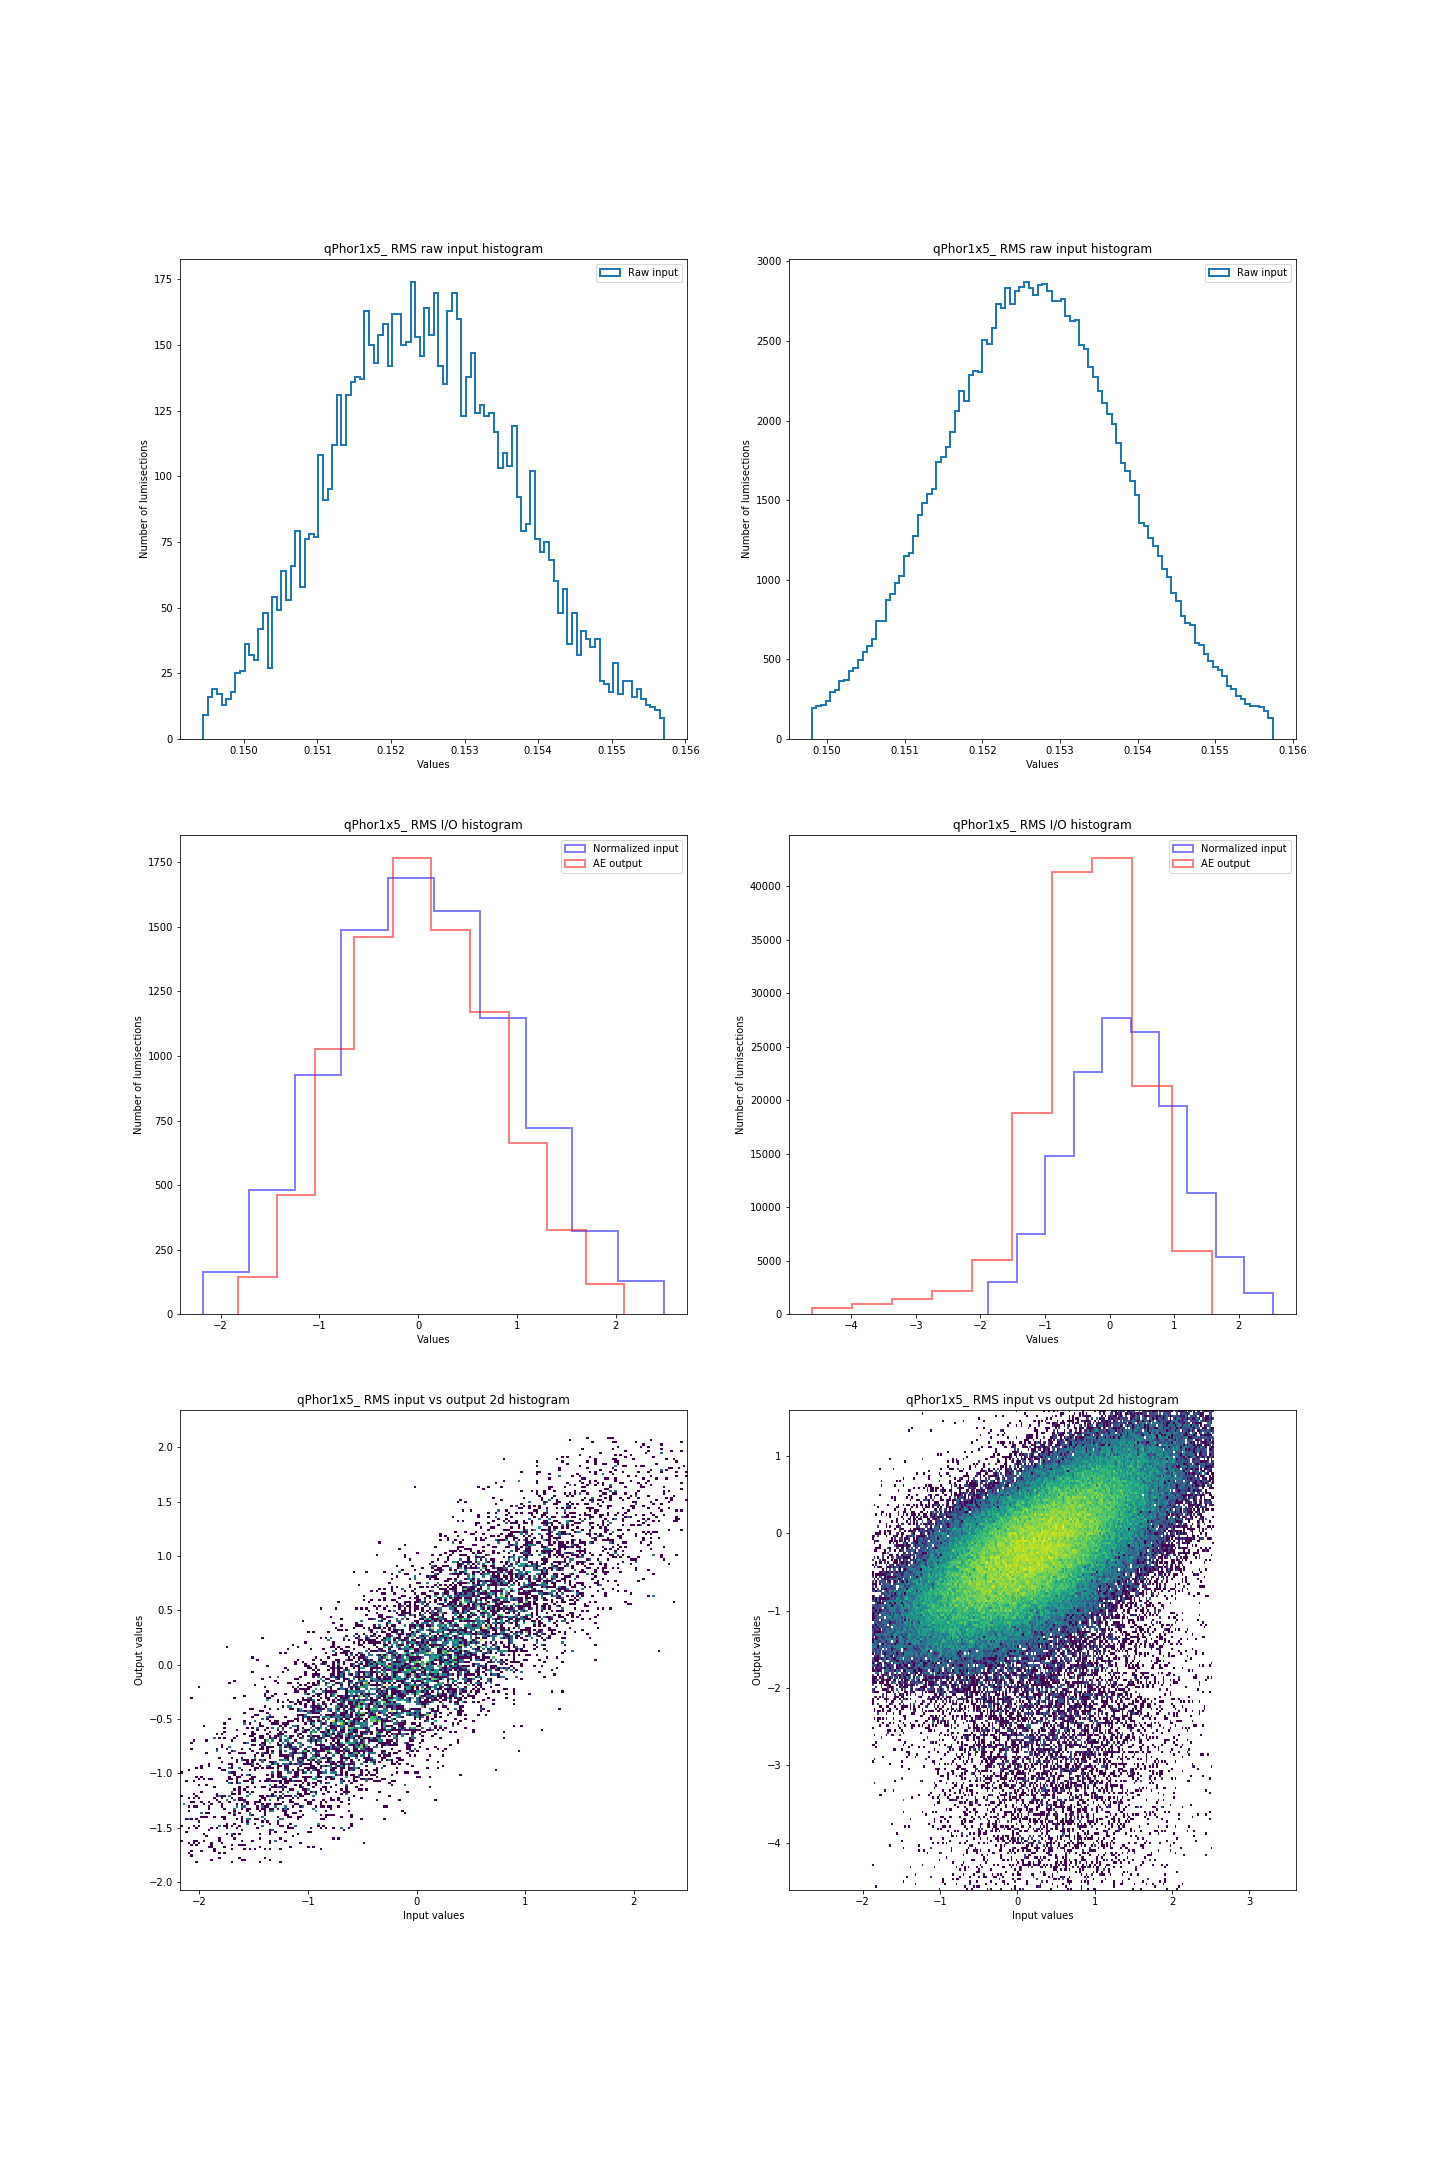 qPhor1x5_ RMS raw input histogram
Raw input
175
150
125
100
75
50
25
0
Number of lumisections
0.150 0.151 0.152 0.153 0.154 0.155 0.156
Values
qPhor1x5_ RMS raw input histogram
Raw input
3000
2500
2000
1500
1000
500
0
Number of lumisections
0.150 0.151 0.152 0.153 0.154 0.155 0.156
Values
qPhor1x5_ RMS I/O histogram
Normalized input
AE output
1750
1500
1250
1000
750
500
250
0
Number of lumisections
−2 −1 0 1 2
Values
qPhor1x5_ RMS I/O histogram
Normalized input
AE output
40000
35000
30000
25000
20000
15000
10000
5000
0
Number of lumisections
−4 −3 −2 −1 0 1 2
Values
qPhor1x5_ RMS input vs output 2d histogram
2.0
1.5
1.0
0.5
0.0
−0.5
−1.0
−1.5
−2.0
Output values
−2 −1 0 1 2
Input values
qPhor1x5_ RMS input vs output 2d histogram
1
0
−1
−2
−3
−4
Output values
−2 −1 0 1 2 3
Input values